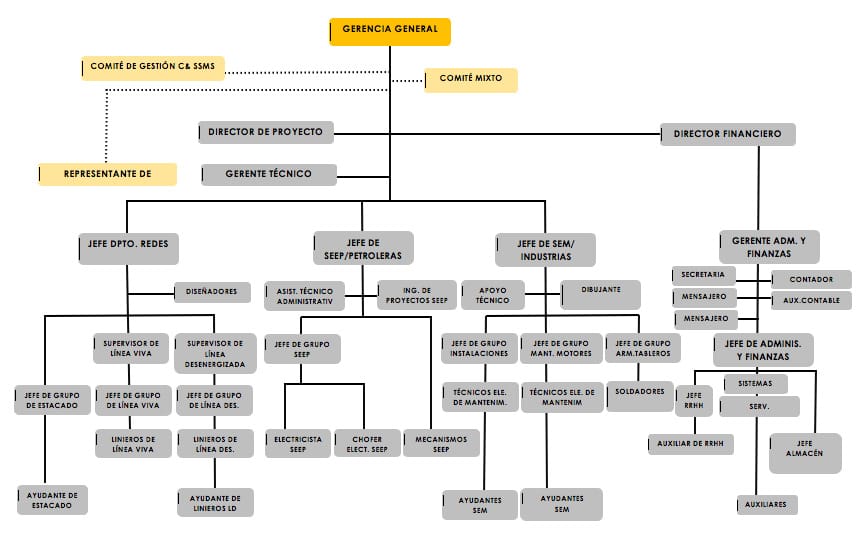 GERENCIA GENERAL
COMITÉ DE GESTIÓN C& SSMS
COMITÉ MIXTO
DIRECTOR DE PROYECTO
DIRECTOR FINANCIERO
REPRESENTANTE DE
GERENTE TÉCNICO
JEFE DPTO. REDES
JEFE DE
SEEP/PETROLERAS
JEFE DE SEM/
INDUSTRIAS
GERENTE ADM. Y
FINANZAS
DISEÑADORES
ASIST. TÉCNICO
ADMINISTRATIV
ING. DE
PROYECTOS SEEP
APOYO
TÉCNICO
DIBUJANTE
SECRETARIA
CONTADOR
MENSAJERO
AUX.CONTABLE
MENSAJERO
SUPERVISOR DE
LÍNEA VIVA
SUPERVISOR DE
LÍNEA
DESENERGIZADA
JEFE DE GRUPO
SEEP
JEFE DE GRUPO
INSTALACIONES
JEFE DE GRUPO
MANT. MOTORES
JEFE DE GRUPO
ARM.TABLEROS
JEFE DE ADMINIS.
Y FINANZAS
JEFE DE GRUPO
DE ESTACADO
JEFE DE GRUPO
DE LÍNEA VIVA
JEFE DE GRUPO
DE LÍNEA DES.
TÉCNICOS ELE.
DE MANTENIM.
TÉCNICOS ELE. DE
MANTENIM
SOLDADORES
JEFE
RRHH
SISTEMAS
SERV.
LINIEROS DE
LÍNEA VIVA
LINIEROS DE
LÍNEA DES.
ELECTRICISTA
SEEP
CHOFER
ELECT. SEEP
MECANISMOS
SEEP
AUXILIAR DE RRHH
JEFE
ALMACÉN
AYUDANTE DE
ESTACADO
AYUDANTE DE
LINIEROS LD
AYUDANTES
SEM
AYUDANTES
SEM
AUXILIARES